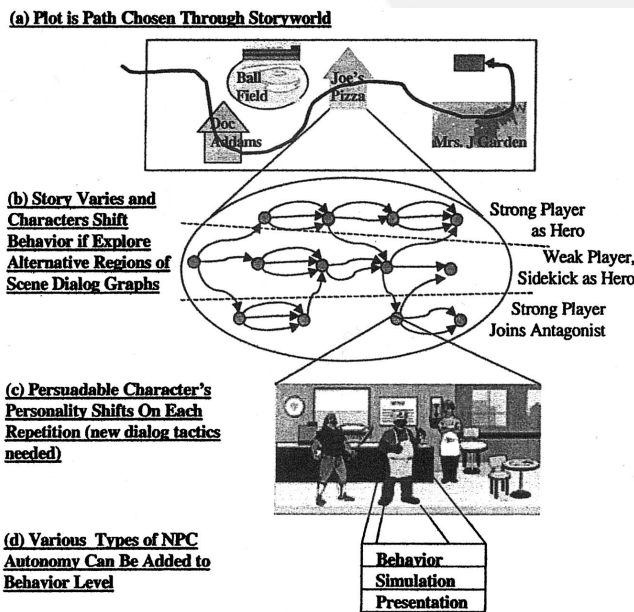 (a) Plot is Path Chosen Through Storyworld
Ball
Field
Joe's
Pizza
Doc
Addams
Mrs. J Garden
(b) Story Varies and
Characters Shift
Behavior if Explore
Alternative Regions of
Scene Dialog Graphs
Strong Player
as Hero
Weak Player,
Sidekick as Hero
Strong Player
Joins Antagonist
(c) Persuadable Character's
Personality Shifts On Each
Repetition (new dialog tactics
needed)
(d) Various Types of NPC
Autonomy Can Be Added to
Behavior Level
Behavior
Simulation
Presentation